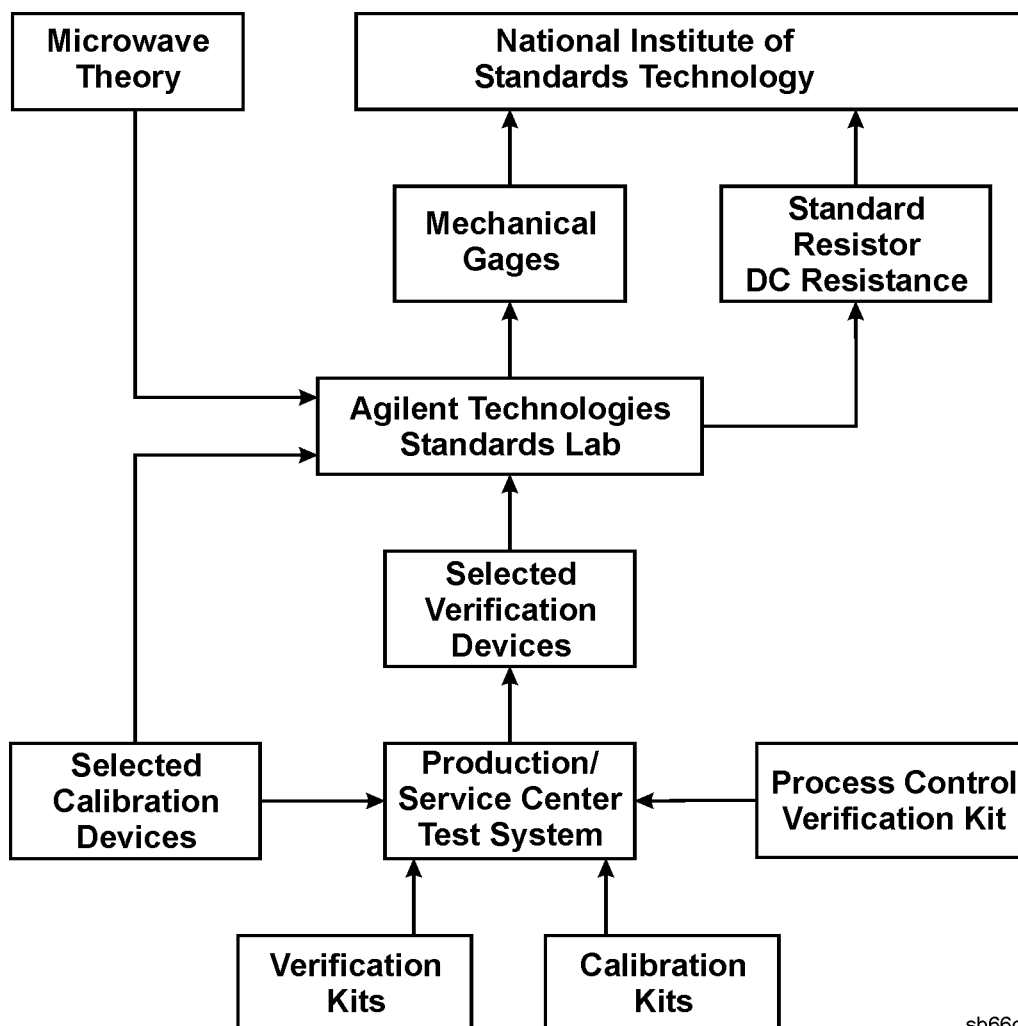 Microwave
Theory
National Institute of
Standards Technology
Mechanical
Gages
Standard
Resistor
DC Resistance
Agilent Technologies
Standards Lab
Selected
Verification
Devices
Selected
Calibration
Devices
Production/
Service Center
Test System
Process Control
Verification Kit
Verification
Kits
Calibration
Kits